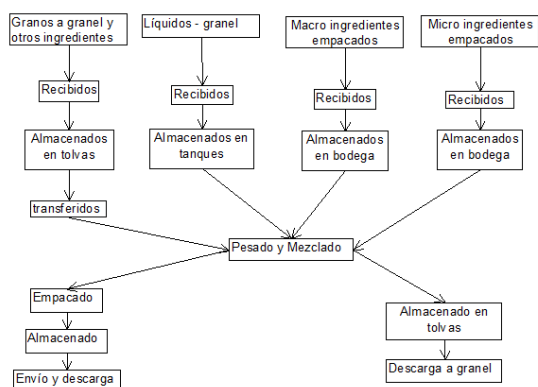 Granos a granel y
otros ingredientes
Líquidos - granel
Macro ingredientes
empacados
Micro ingredientes
empacados
Recibidos
Recibidos
Recibidos
Recibidos
Almacenados
en tolvas
Almacenados en
tanques
Almacenados
en bodega
Almacenados
en bodega
transferidos
Pesado y Mezclado
Empacado
Almacenado
Envío y descarga
Almacenado en
tolvas
Descarga a granel